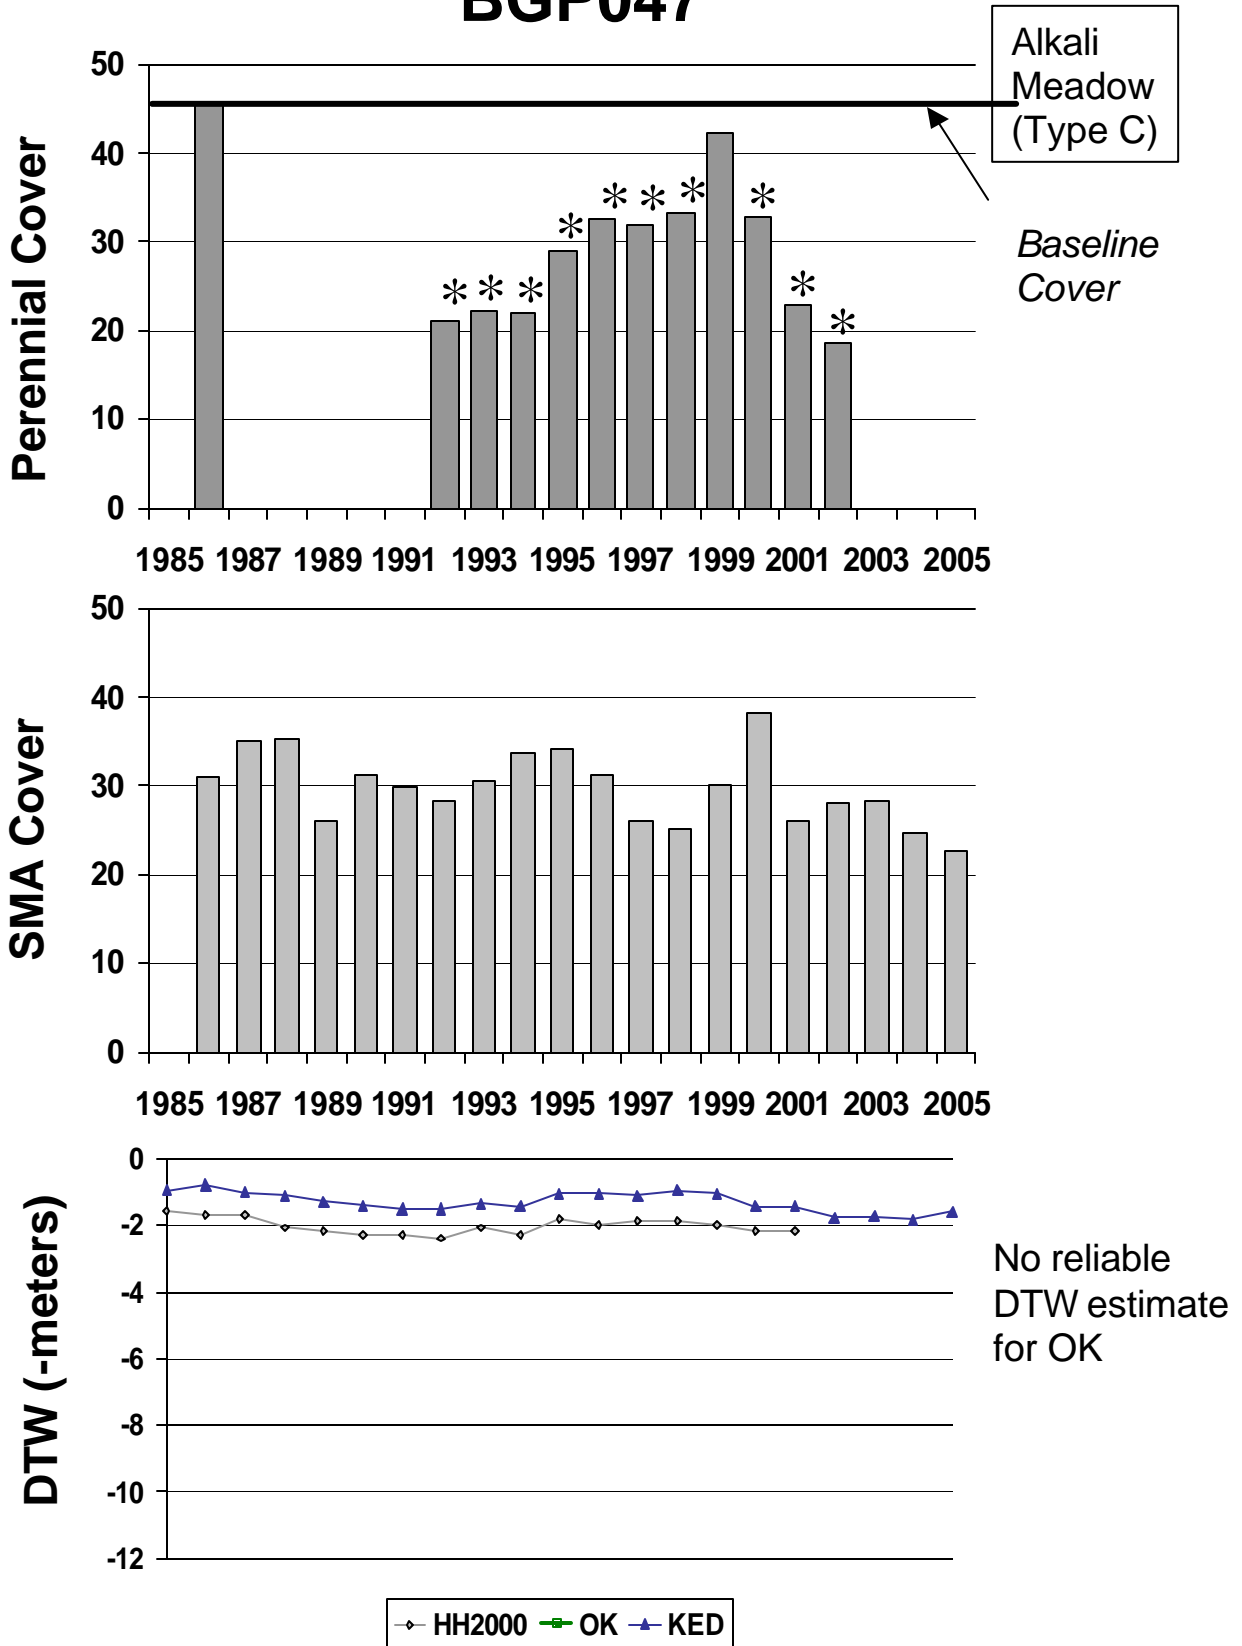 BGP047
Alkali
Meadow
(Type C)
Baseline
Cover
Perennial Cover
50
40
30
20
10
0
* * * * * * * * * *
1985 1987 1989 1991 1993 1995 1997 1999 2001 2003 2005
SMA Cover
50
40
30
20
10
0
1985 1987 1989 1991 1993 1995 1997 1999 2001 2003 2005
DTW (-meters)
0
-2
-4
-6
-8
-10
-12
No reliable
DTW estimate
for OK
HH2000 OK KED